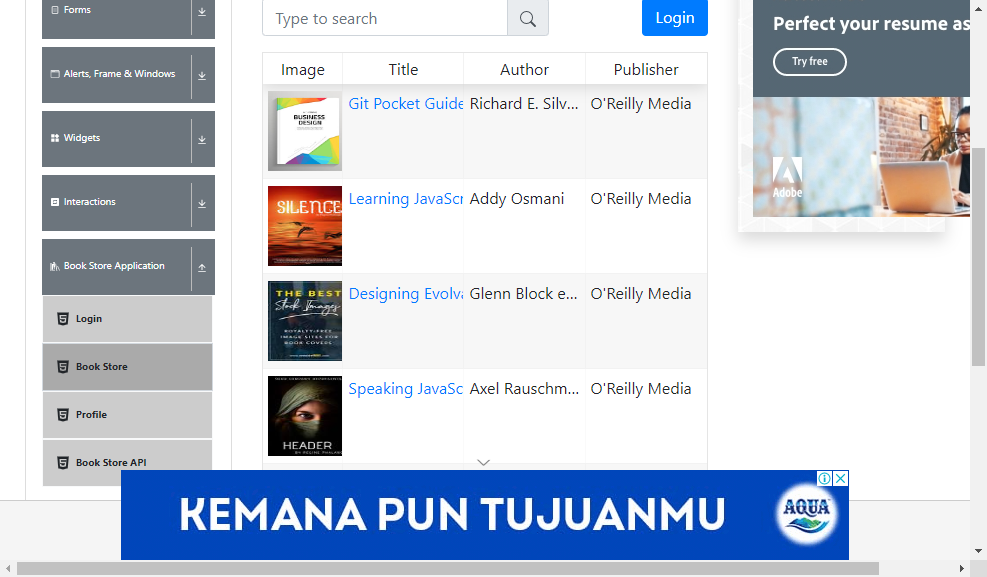 Forms
Alerts, Frame & Windows
Widgets
Interactions
Book Store Application
Login
Book Store
Profile
Book Store API
Type to search
Login
Image Title Author Publisher
BUSINESS
DESIGN
Git Pocket Guide Richard E. Silv... O'Reilly Media
SILENCE
Learning JavaScr Addy Osmani O'Reilly Media
THE BEST
Stock Images
ROYALTY-FREE
IMAGE SITES FOR
BOOK COVERS
Designing Evolva Glenn Block e... O'Reilly Media
HEADER
Speaking JavaSc Axel Rauschm... O'Reilly Media
Perfect your resume as
Try free
Adobe
KEMANA PUN TUJUANMU
AQUA